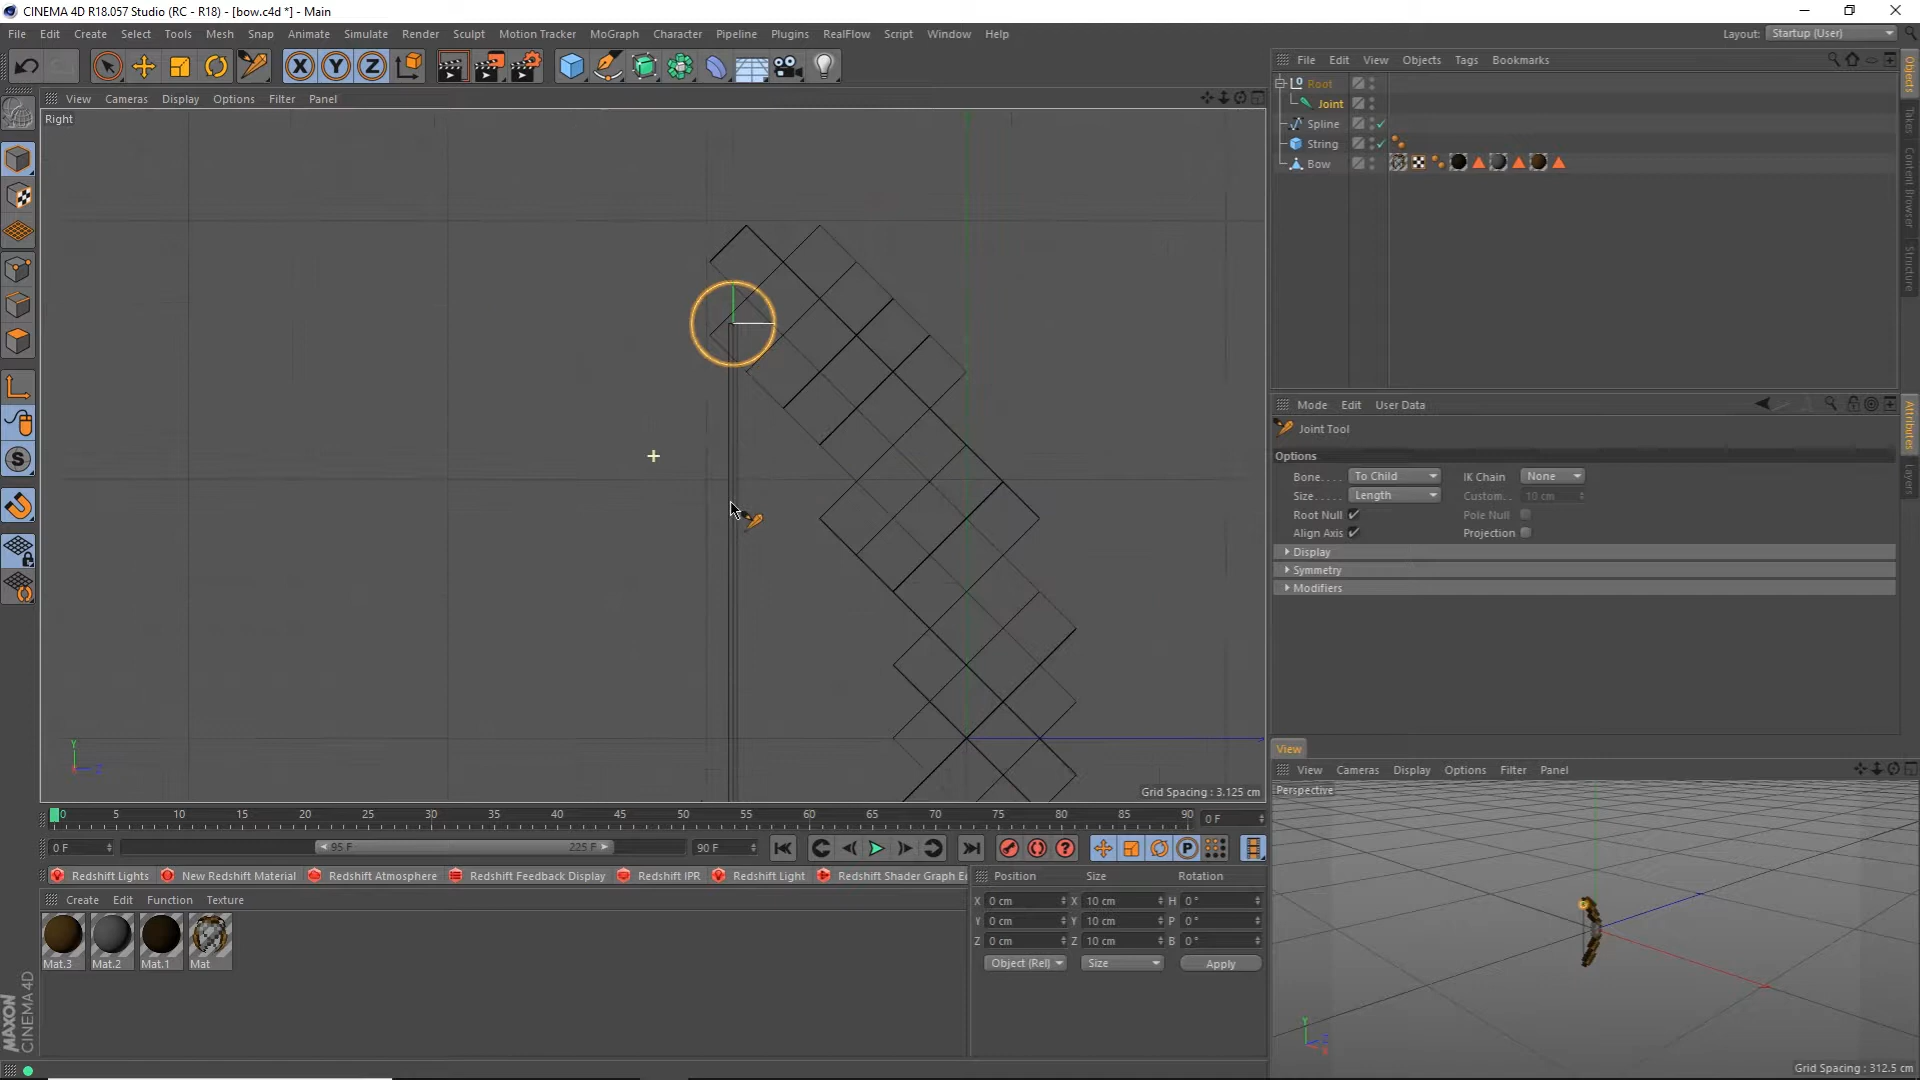 CINEMA 4D R18.057 Studio (RC - R18) - [bow.c4d *] - Main
File Edit Create Select Tools Mesh Snap Animate Simulate Render Sculpt Motion Tracker MoGraph Character Pipeline Plugins RealFlow Script Window Help
Layout: Startup (User)
X Y Z
File Edit View Objects Tags Bookmarks
View Cameras Display Options Filter Panel
Right
Root
Joint
Spline
String
Bow
Objects
Takes
Content Browser
Structure
Mode Edit User Data
Joint Tool
Options
Bone. . . . To Child IK Chain None
Size. . . . . Length Custom. . 10 cm
Root Null Pole Null
Align Axis Projection
Display
Symmetry
Modifiers
Attributes
Layers
S
Y
Z
Grid Spacing : 3.125 cm
View
View Cameras Display Options Filter Panel
Perspective
0 5 10 15 20 25 30 35 40 45 50 55 60 65 70 75 80 85 90 0 F
0 F 95 F 225 F 90 F
P
Redshift Lights New Redshift Material Redshift Atmosphere Redshift Feedback Display Redshift IPR Redshift Light Redshift Shader Graph E
Create Edit Function Texture
Mat.3 Mat.2 Mat.1 Mat
Position Size Rotation
X 0 cm X 10 cm H 0 °
Y 0 cm Y 10 cm P 0 °
Z 0 cm Z 10 cm B 0 °
Object (Rel) Size Apply
MAXON
CINEMA 4D
Y
Grid Spacing : 312.5 cm